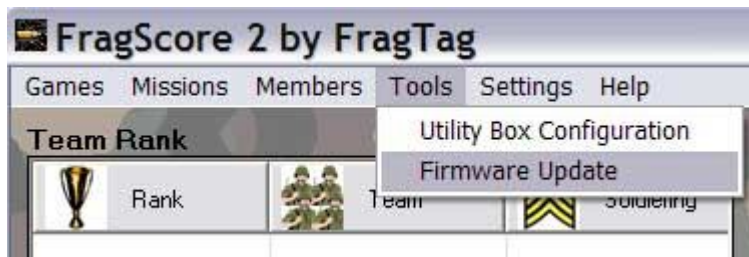 FragScore 2 by FragTag
Games Missions Members Tools Settings Help
Utility Box Configuration
Firmware Update
Team Rank
Rank Team Soldiering